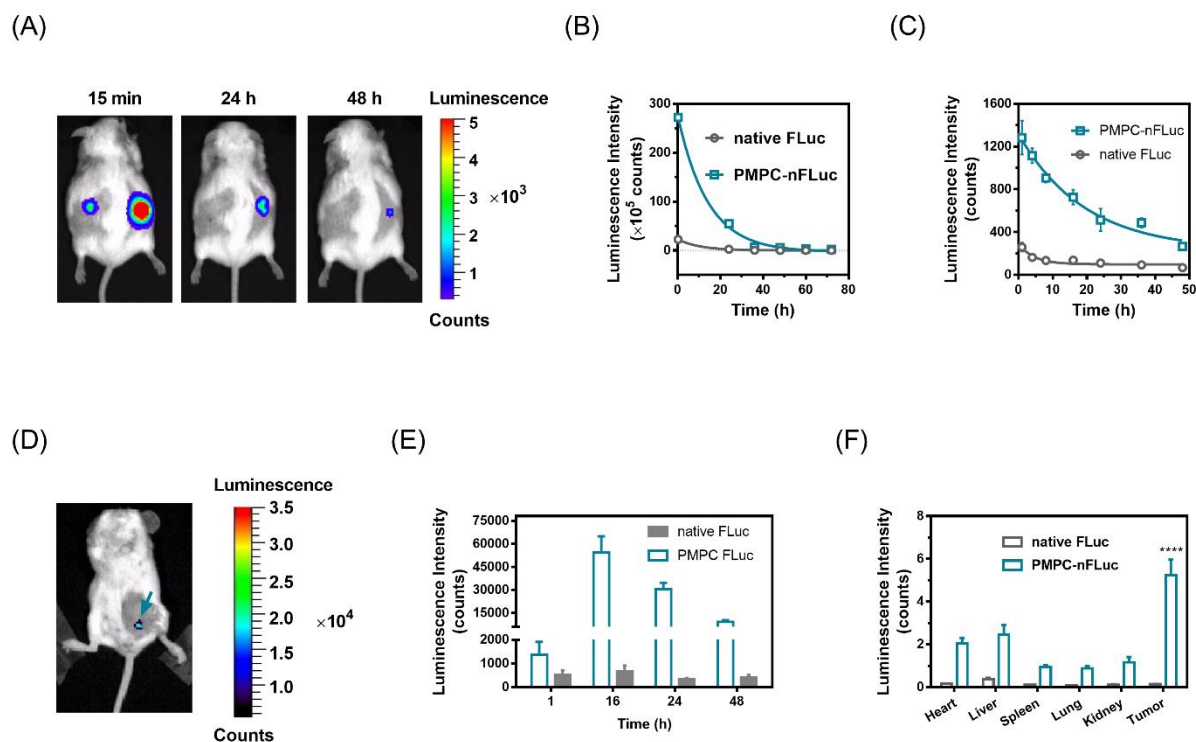 (A)
15 min 24 h 48 h
Luminescence
5
4
3
2
1
×10³
Counts
(B)
Luminescence Intensity
(×10⁵ counts)
300
200
100
0
native FLuc
PMPC-nFLuc
0 20 40 60 80
Time (h)
(C)
Luminescence Intensity
(counts)
1600
1200
800
400
0
PMPC-nFLuc
native FLuc
0 10 20 30 40 50
Time (h)
(D)
Luminescence
3.5
3.0
2.5
2.0
1.5
1.0
×10⁴
Counts
(E)
Luminescence Intensity
(counts)
75000
60000
45000
30000
15000
2000
1000
0
native FLuc
PMPC FLuc
1 16 24 48
Time (h)
(F)
Luminescence Intensity
(counts)
8
6
4
2
0
native FLuc
PMPC-nFLuc
****
Heart Liver Spleen Lung Kidney Tumor